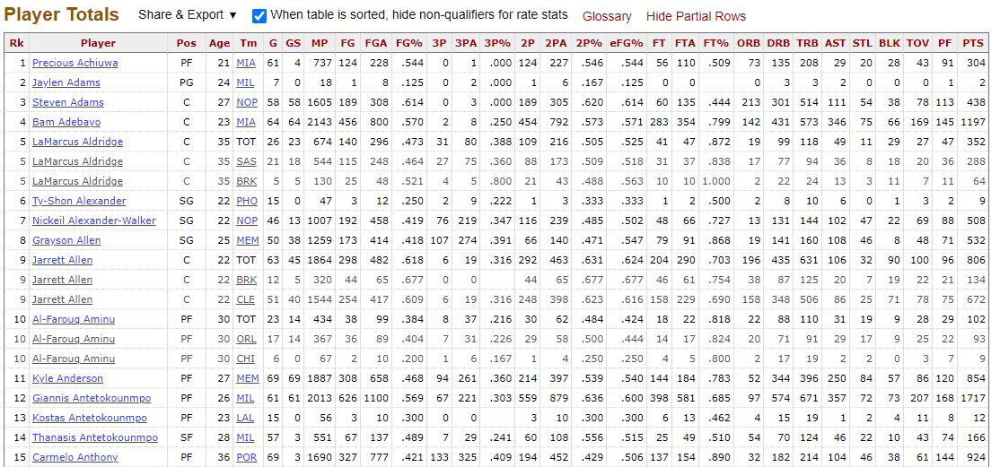 Player Totals Share & Export ▼ When table is sorted, hide non-qualifiers for rate stats Glossary Hide Partial Rows
Rk Player Pos Age Tm G GS MP FG FGA FG% 3P 3PA 3P% 2P 2PA 2P% eFG% FT FTA FT% ORB DRB TRB AST STL BLK TOV PF PTS
1 Precious Achiuwa PF 21 MIA 61 4 737 124 228 .544 0 1 .000 124 227 .546 .544 56 110 .509 73 135 208 29 20 28 43 91 304
2 Jaylen Adams PG 24 MIL 7 0 18 1 8 .125 0 2 .000 1 6 .167 .125 0 0 0 3 3 2 0 0 0 1 2
3 Steven Adams C 27 NOP 58 58 1605 189 308 .614 0 3 .000 189 305 .620 .614 60 135 .444 213 301 514 111 54 38 78 113 438
4 Bam Adebayo C 23 MIA 64 64 2143 456 800 .570 2 8 .250 454 792 .573 .571 283 354 .799 142 431 573 346 75 66 169 145 1197
5 LaMarcus Aldridge C 35 TOT 26 23 674 140 296 .473 31 80 .388 109 216 .505 .525 41 47 .872 19 99 118 49 11 29 27 47 352
5 LaMarcus Aldridge C 35 SAS 21 18 544 115 248 .464 27 75 .360 88 173 .509 .518 31 37 .838 17 77 94 36 8 18 20 36 288
5 LaMarcus Aldridge C 35 BRK 5 5 130 25 48 .521 4 5 .800 21 43 .488 .563 10 10 1.000 2 22 24 13 3 11 7 11 64
6 Ty-Shon Alexander SG 22 PHO 15 0 47 3 12 .250 2 9 .222 1 3 .333 .333 1 2 .500 2 8 10 6 0 1 3 2 9
7 Nickeil Alexander-Walker SG 22 NOP 46 13 1007 192 458 .419 76 219 .347 116 239 .485 .502 48 66 .727 13 131 144 102 47 22 69 88 508
8 Grayson Allen SG 25 MEM 50 38 1259 173 414 .418 107 274 .391 66 140 .471 .547 79 91 .868 19 141 160 108 46 8 48 71 532
9 Jarrett Allen C 22 TOT 63 45 1864 298 482 .618 6 19 .316 292 463 .631 .624 204 290 .703 196 435 631 106 32 90 100 96 806
9 Jarrett Allen C 22 BRK 12 5 320 44 65 .677 0 0 44 65 .677 .677 46 61 .754 38 87 125 20 7 19 22 21 134
9 Jarrett Allen C 22 CLE 51 40 1544 254 417 .609 6 19 .316 248 398 .623 .616 158 229 .690 158 348 506 86 25 71 78 75 672
10 Al-Farouq Aminu PF 30 TOT 23 14 434 38 99 .384 8 37 .216 30 62 .484 .424 18 22 .818 22 88 110 31 19 9 28 29 102
10 Al-Farouq Aminu PF 30 ORL 17 14 367 36 89 .404 7 31 .226 29 58 .500 .444 14 17 .824 20 71 91 29 17 9 25 22 93
10 Al-Farouq Aminu PF 30 CHI 6 0 67 2 10 .200 1 6 .167 1 4 .250 .250 4 5 .800 2 17 19 2 2 0 3 7 9
11 Kyle Anderson PF 27 MEM 69 69 1887 308 658 .468 94 261 .360 214 397 .539 .540 144 184 .783 52 344 396 250 84 57 86 120 854
12 Giannis Antetokounmpo PF 26 MIL 61 61 2013 626 1100 .569 67 221 .303 559 879 .636 .600 398 581 .685 97 574 671 357 72 73 207 168 1717
13 Kostas Antetokounmpo PF 23 LAL 15 0 56 3 10 .300 0 0 3 10 .300 .300 6 13 .462 4 15 19 1 2 4 11 8 12
14 Thanasis Antetokounmpo SF 28 MIL 57 3 551 67 137 .489 7 29 .241 60 108 .556 .515 25 49 .510 54 70 124 46 22 10 43 74 166
15 Carmelo Anthony PF 36 POR 69 3 1690 327 777 .421 133 325 .409 194 452 .429 .506 137 154 .890 32 182 214 104 46 38 61 144 924